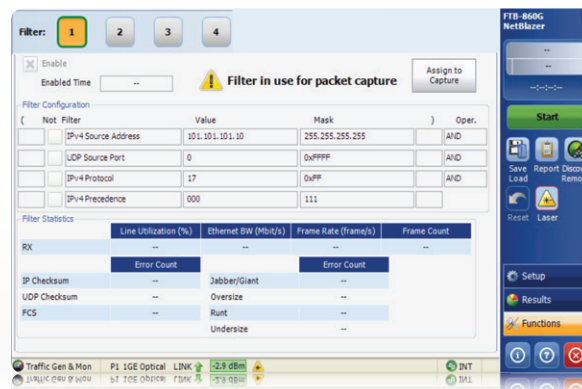 Filter: 1 2 3 4
FTB-860G
NetBlazer
Enable
Enabled Time --
Filter in use for packet capture
Assign to
Capture
--
--
--:--:--
Start
Filter Configuration
( Not Filter Value Mask ) Oper.
IPv4 Source Address 101.101.101.10 255.255.255.255 AND
UDP Source Port 0 0xFFFF AND
IPv4 Protocol 17 0xFF AND
IPv4 Precedence 000 111
Save
Load
Report
Discov
Remo
Reset Laser
Filter Statistics
Line Utilization (%) Ethernet BW (Mbit/s) Frame Rate (frame/s) Frame Count
RX -- -- -- --
Error Count Error Count
IP Checksum -- Jabber/Giant --
UDP Checksum -- Oversize --
FCS -- Runt --
Undersize --
Setup
Results
Functions
Traffic Gen & Mon P1 1GE Optical LINK -2.9 dBm INT